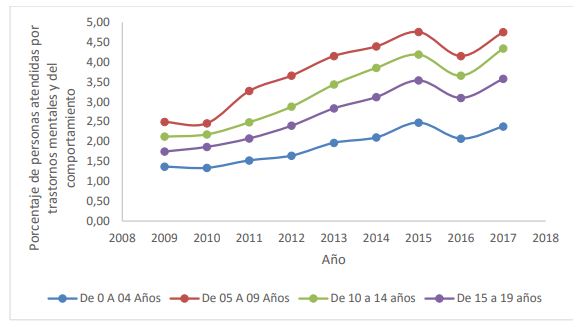 Porcentaje de personas atendidas por
trastornos mentales y del
comportamiento
5,00
4,50
4,00
3,50
3,00
2,50
2,00
1,50
1,00
0,50
0,00
2008 2009 2010 2011 2012 2013 2014 2015 2016 2017 2018
Año
De 0 A 04 Años De 05 A 09 Años De 10 a 14 años De 15 a 19 años